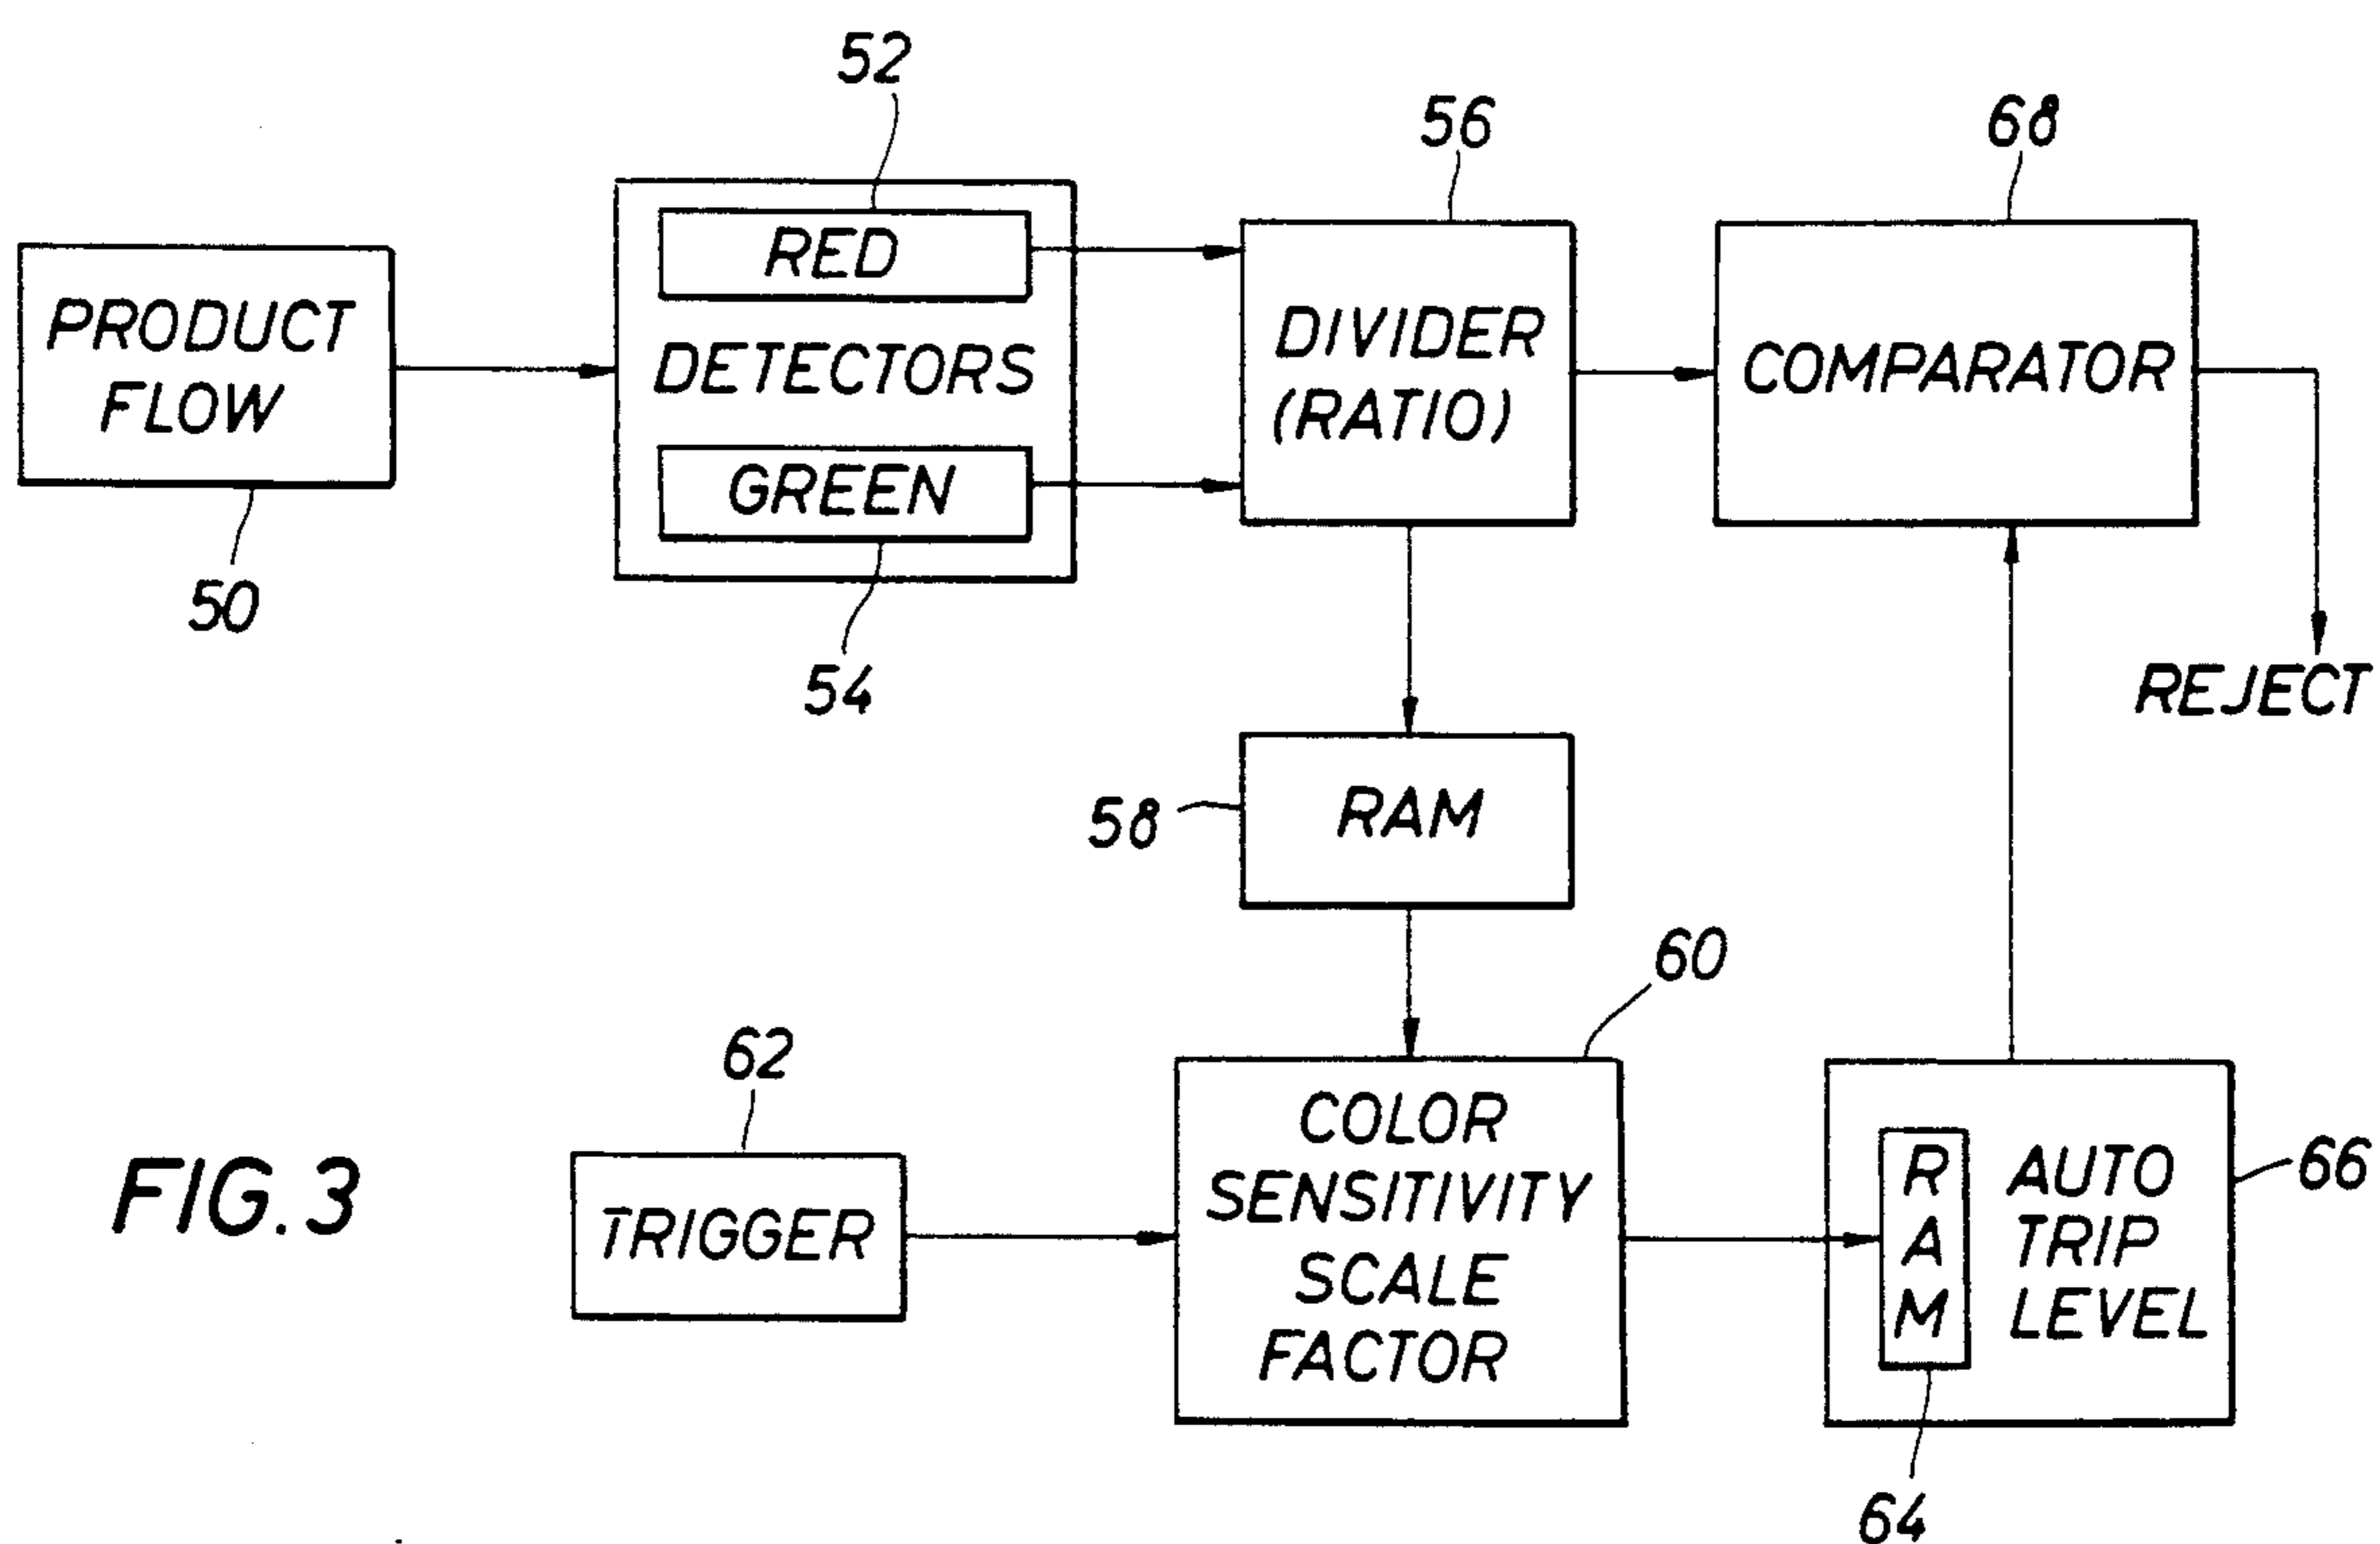 52
56
68
RED
PRODUCT
FLOW
DETECTORS
DIVIDER
(RATIO)
COMPARATOR
GREEN
50
54
REJECT
58
RAM
60
62
COLOR
SENSITIVITY
SCALE
FACTOR
TRIGGER
FIG.3
R
A
M
AUTO
TRIP
LEVEL
66
64